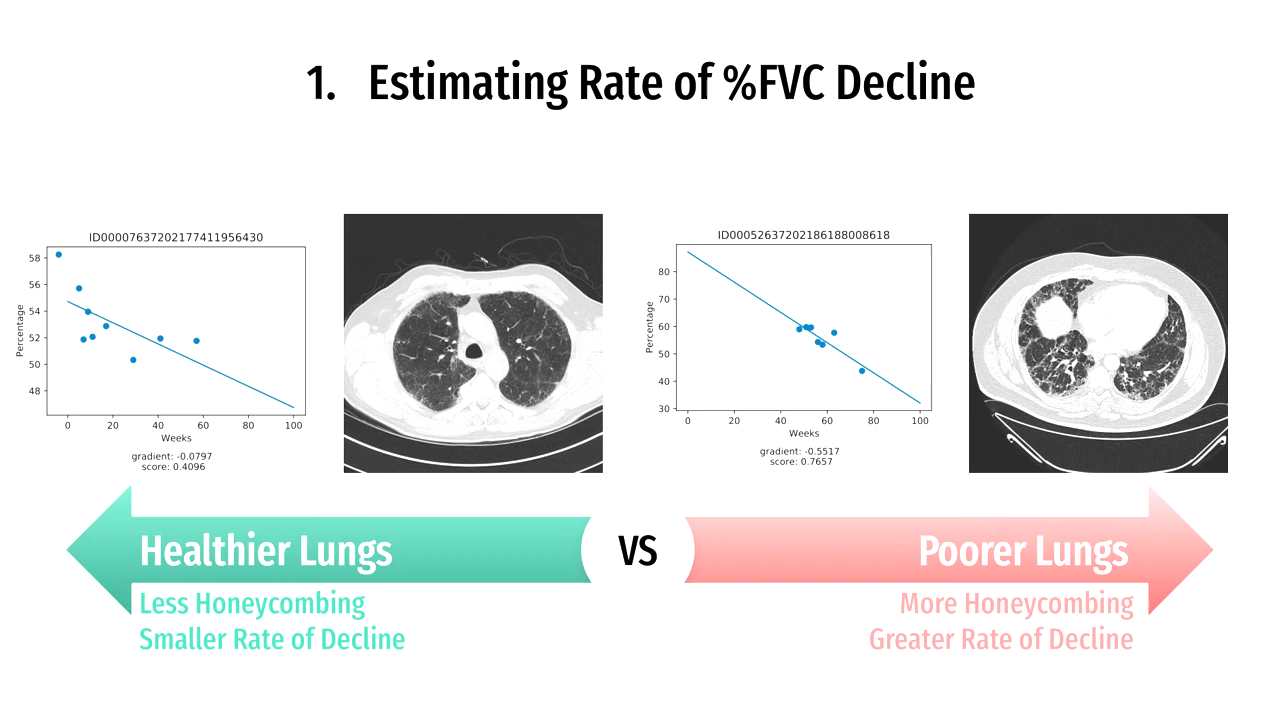 1. Estimating Rate of %FVC Decline
ID00007637202177411956430
58
56
54
52
50
48
Percentage
0 20 40 60 80 100
Weeks
gradient: -0.0797
score: 0.4096
ID00052637202186188008618
80
70
60
50
40
30
Percentage
0 20 40 60 80 100
Weeks
gradient: -0.5517
score: 0.7657
Healthier Lungs
VS
Poorer Lungs
Less Honeycombing
Smaller Rate of Decline
More Honeycombing
Greater Rate of Decline